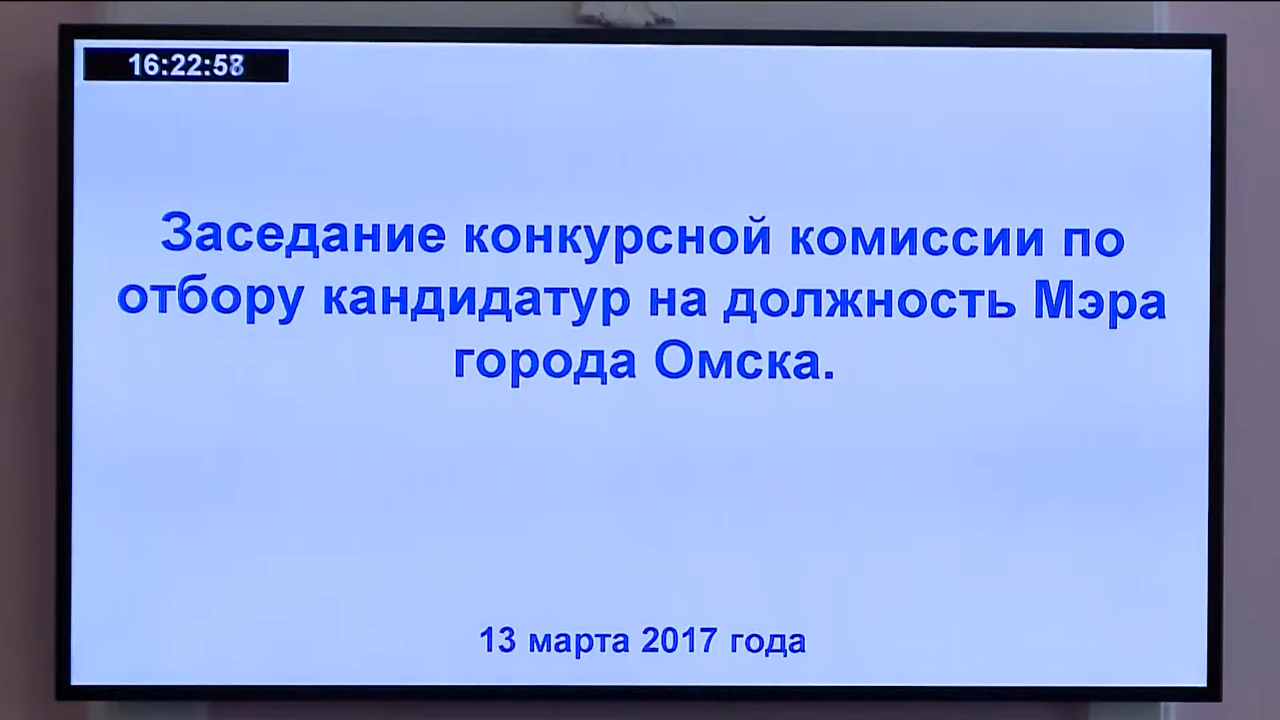 16:22:58
Заседание конкурсной комиссии по
отбору кандидатур на должность Мэра
города Омска.
13 марта 2017 года